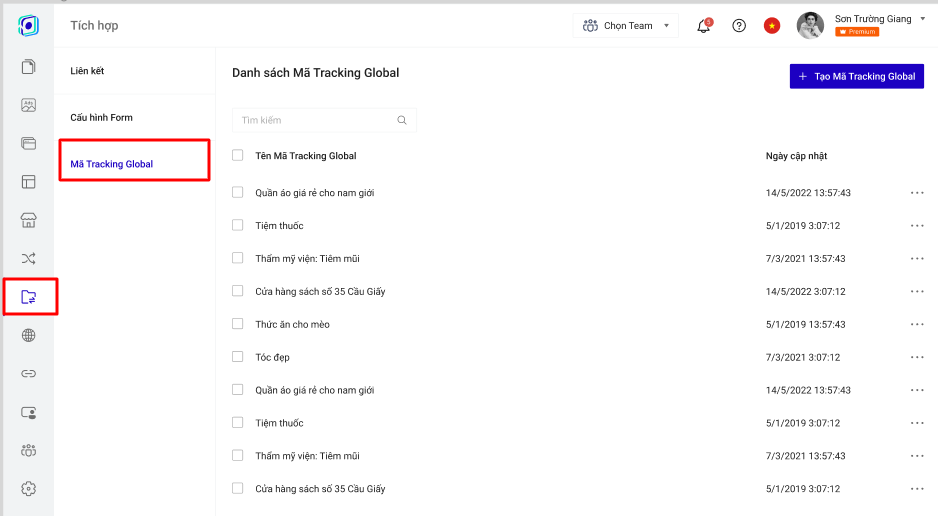 Tích hợp
Chọn Team
5
Sơn Trường Giang
Premium
Liên kết
Cấu hình Form
Mã Tracking Global
Danh sách Mã Tracking Global
+ Tạo Mã Tracking Global
Tìm kiếm
Tên Mã Tracking Global Ngày cập nhật
Quần áo giá rẻ cho nam giới 14/5/2022 13:57:43
Tiệm thuốc 5/1/2019 3:07:12
Thẩm mỹ viện: Tiêm mũi 7/3/2021 13:57:43
Cửa hàng sách số 35 Cầu Giấy 14/5/2022 3:07:12
Thức ăn cho mèo 5/1/2019 13:57:43
Tóc đẹp 7/3/2021 3:07:12
Quần áo giá rẻ cho nam giới 14/5/2022 13:57:43
Tiệm thuốc 5/1/2019 3:07:12
Thẩm mỹ viện: Tiêm mũi 7/3/2021 13:57:43
Cửa hàng sách số 35 Cầu Giấy 5/1/2019 3:07:12